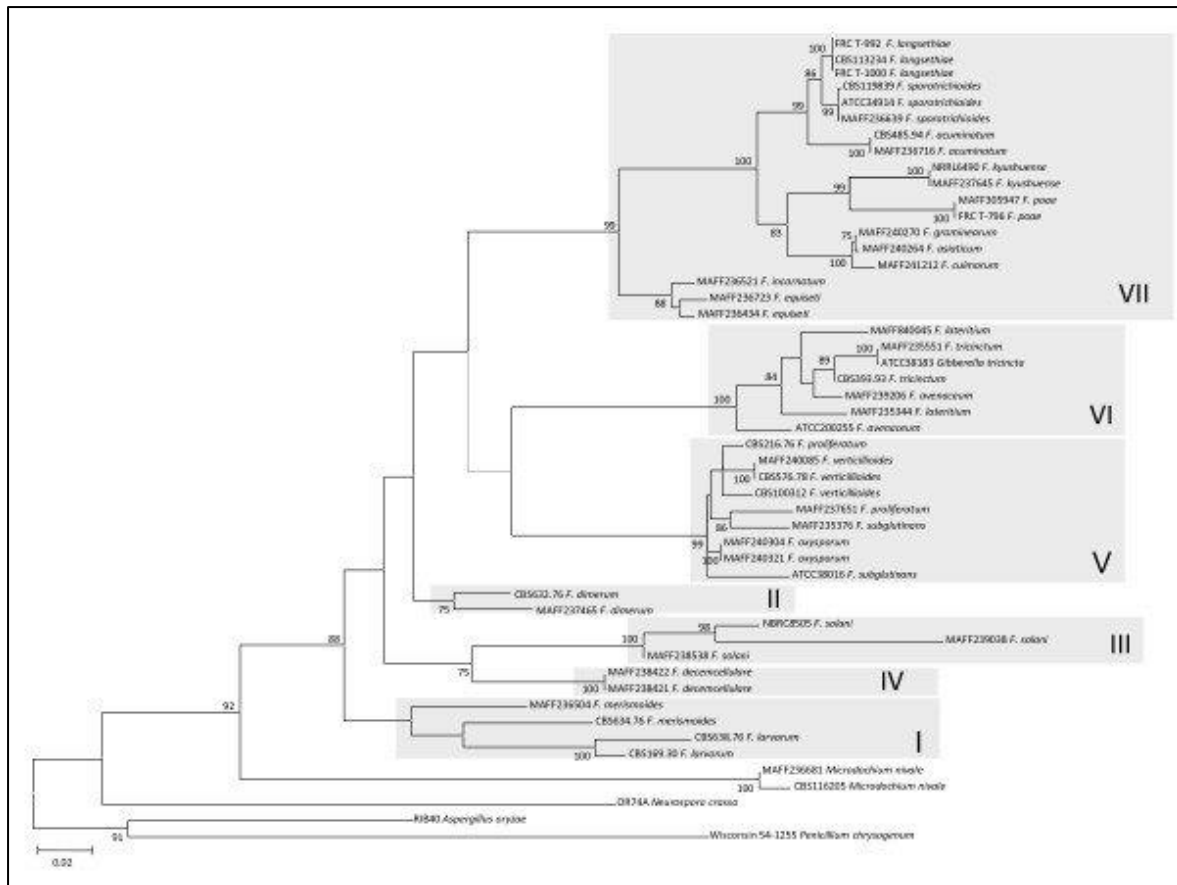 FRC T-992 F. langsethiae
100
CBS113234 F. langsethiae
FRC T-1000 F. langsethiae
86
CBS119839 F. sporotrichioides
99
ATCC34914 F. sporotrichioides
99
MAFF236639 F. sporotrichioides
CBS485.94 F. acuminatum
100
MAFF236716 F. acuminatum
100
NRRL6490 F. kyushuense
100
MAFF237645 F. kyushuense
99
MAFF305947 F. poae
100
FRC T-796 F. poae
99
83
MAFF240270 F. graminearum
75
MAFF240264 F. asiaticum
100
MAFF241212 F. culmorum
MAFF236521 F. incarnatum
VII
MAFF236723 F. equiseti
88
MAFF236434 F. equiseti
MAFF840045 F. lateritium
100
MAFF235551 F. tricinctum
89
ATCC38183 Gibberella tricincta
84
CBS393.93 F. tricinctum
100
MAFF239206 F. avenaceum
MAFF235344 F. lateritium
VI
ATCC200255 F. avenaceum
CBS216.76 F. proliferatum
MAFF240085 F. verticillioides
100
CBS576.78 F. verticillioides
CBS100312 F. verticillioides
MAFF237651 F. proliferatum
86
MAFF235376 F. subglutinans
99
MAFF240304 F. oxysporum
100
MAFF240321 F. oxysporum
V
ATCC38016 F. subglutinans
CBS632.76 F. dimerum
II
75
MAFF237465 F. dimerum
98
NBRC8505 F. solani
88
100
MAFF239038 F. solani
III
MAFF238538 F. solani
75
MAFF238422 F. decemcellulare
IV
100
MAFF238421 F. decemcellulare
92
MAFF236504 F. merismoides
CBS634.76 F. merismoides
CBS638.76 F. larvarum
I
100
CBS169.30 F. larvarum
MAFF236681 Microdochium nivale
100
CBS116205 Microdochium nivale
OR74A Neurospora crassa
RIB40 Aspergillus oryzae
91
Wisconsin 54-1255 Penicillium chrysogenum
0.02